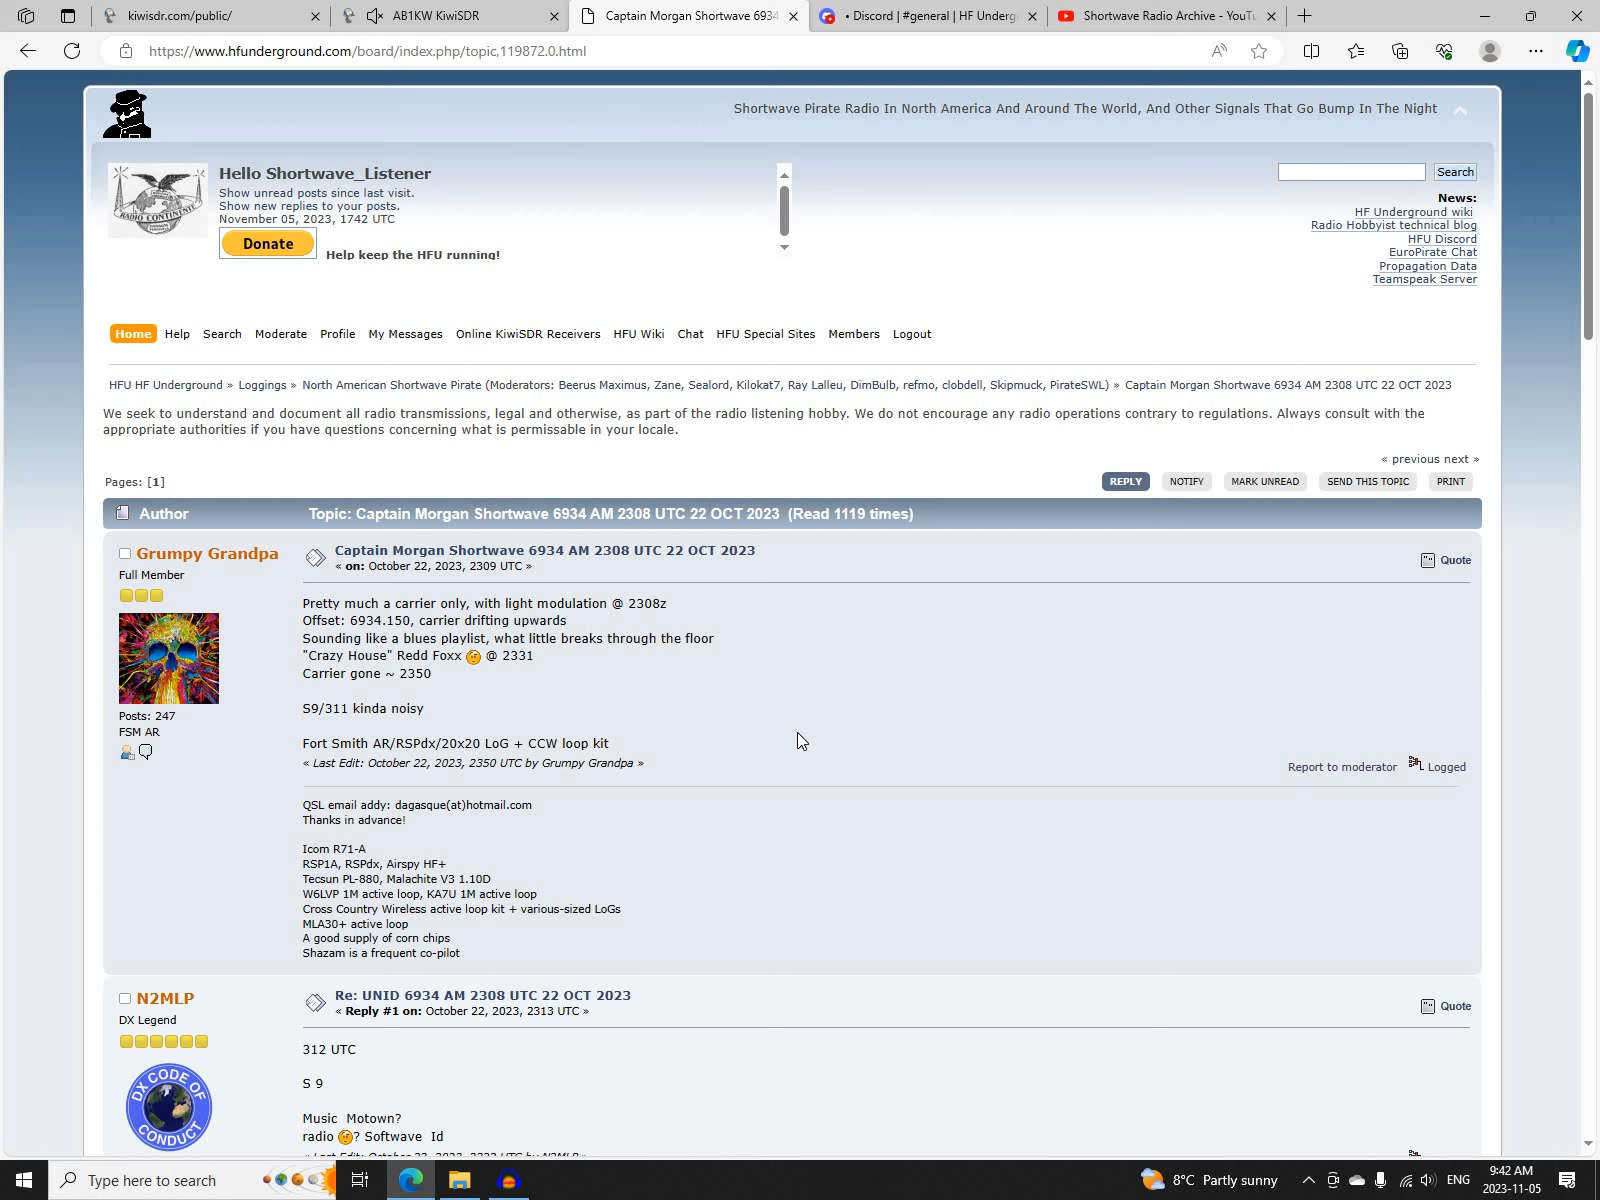 kiwisdr.com/public/
AB1KW KiwiSDR
Captain Morgan Shortwave 6934
• Discord | #general | HF Underg
Shortwave Radio Archive - YouTu
https://www.hfunderground.com/board/index.php/topic,119872.0.html
Shortwave Pirate Radio In North America And Around The World, And Other Signals That Go Bump In The Night
RADIO CONTINENTE
Hello Shortwave_Listener
Show unread posts since last visit.
Show new replies to your posts.
November 05, 2023, 1742 UTC
Donate
Help keep the HFU running!
Search
News:
HF Underground wiki
Radio Hobbyist technical blog
HFU Discord
EuroPirate Chat
Propagation Data
Teamspeak Server
Home Help Search Moderate Profile My Messages Online KiwiSDR Receivers HFU Wiki Chat HFU Special Sites Members Logout
HFU HF Underground » Loggings » North American Shortwave Pirate (Moderators: Beerus Maximus, Zane, Sealord, Kilokat7, Ray Lalleu, DimBulb, refmo, clobdell, Skipmuck, PirateSWL) » Captain Morgan Shortwave 6934 AM 2308 UTC 22 OCT 2023
We seek to understand and document all radio transmissions, legal and otherwise, as part of the radio listening hobby. We do not encourage any radio operations contrary to regulations. Always consult with the
appropriate authorities if you have questions concerning what is permissable in your locale.
« previous next »
Pages: [1]
REPLY NOTIFY MARK UNREAD SEND THIS TOPIC PRINT
Author Topic: Captain Morgan Shortwave 6934 AM 2308 UTC 22 OCT 2023 (Read 1119 times)
Grumpy Grandpa
Full Member
Posts: 247
FSM AR
Captain Morgan Shortwave 6934 AM 2308 UTC 22 OCT 2023
« on: October 22, 2023, 2309 UTC »
Quote
Pretty much a carrier only, with light modulation @ 2308z
Offset: 6934.150, carrier drifting upwards
Sounding like a blues playlist, what little breaks through the floor
"Crazy House" Redd Foxx 🤔 @ 2331
Carrier gone ~ 2350
S9/311 kinda noisy
Fort Smith AR/RSPdx/20x20 LoG + CCW loop kit
« Last Edit: October 22, 2023, 2350 UTC by Grumpy Grandpa »
Report to moderator Logged
QSL email addy: dagasque(at)hotmail.com
Thanks in advance!
Icom R71-A
RSP1A, RSPdx, Airspy HF+
Tecsun PL-880, Malachite V3 1.10D
W6LVP 1M active loop, KA7U 1M active loop
Cross Country Wireless active loop kit + various-sized LoGs
MLA30+ active loop
A good supply of corn chips
Shazam is a frequent co-pilot
N2MLP
DX Legend
DX CODE OF
CONDUCT
Re: UNID 6934 AM 2308 UTC 22 OCT 2023
« Reply #1 on: October 22, 2023, 2313 UTC »
Quote
312 UTC
S 9
Music Motown?
radio 🤔? Softwave Id
« Last Edit: October 22, 2023, 2322 UTC by N2MLP »
Type here to search
8°C Partly sunny
ENG
9:42 AM
2023-11-05